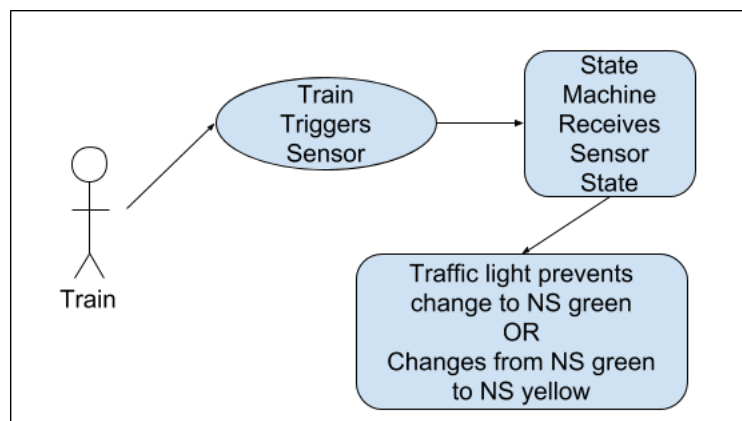 Train
Triggers
Sensor
State
Machine
Receives
Sensor
State
Train
Traffic light prevents
change to NS green
OR
Changes from NS green
to NS yellow